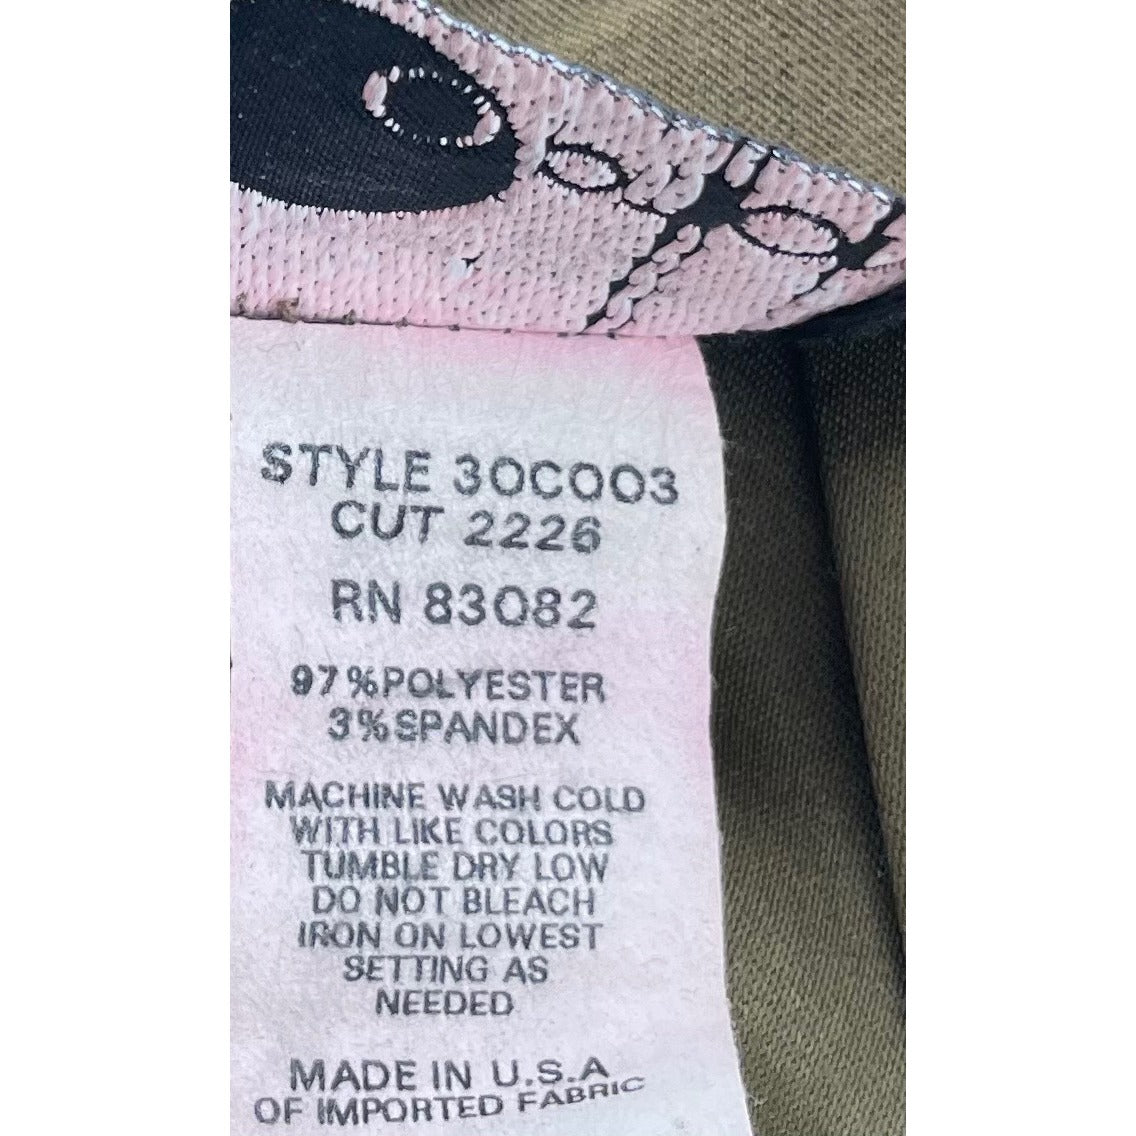 STYLE 30C003
CUT 2226
RN 83082
97%POLYESTER
3%SPANDEX
MACHINE WASH COLD
WITH LIKE COLORS
TUMBLE DRY LOW
DO NOT BLEACH
IRON ON LOWEST
SETTING AS
NEEDED
MADE IN U.S.A
OF IMPORTED FABRIC